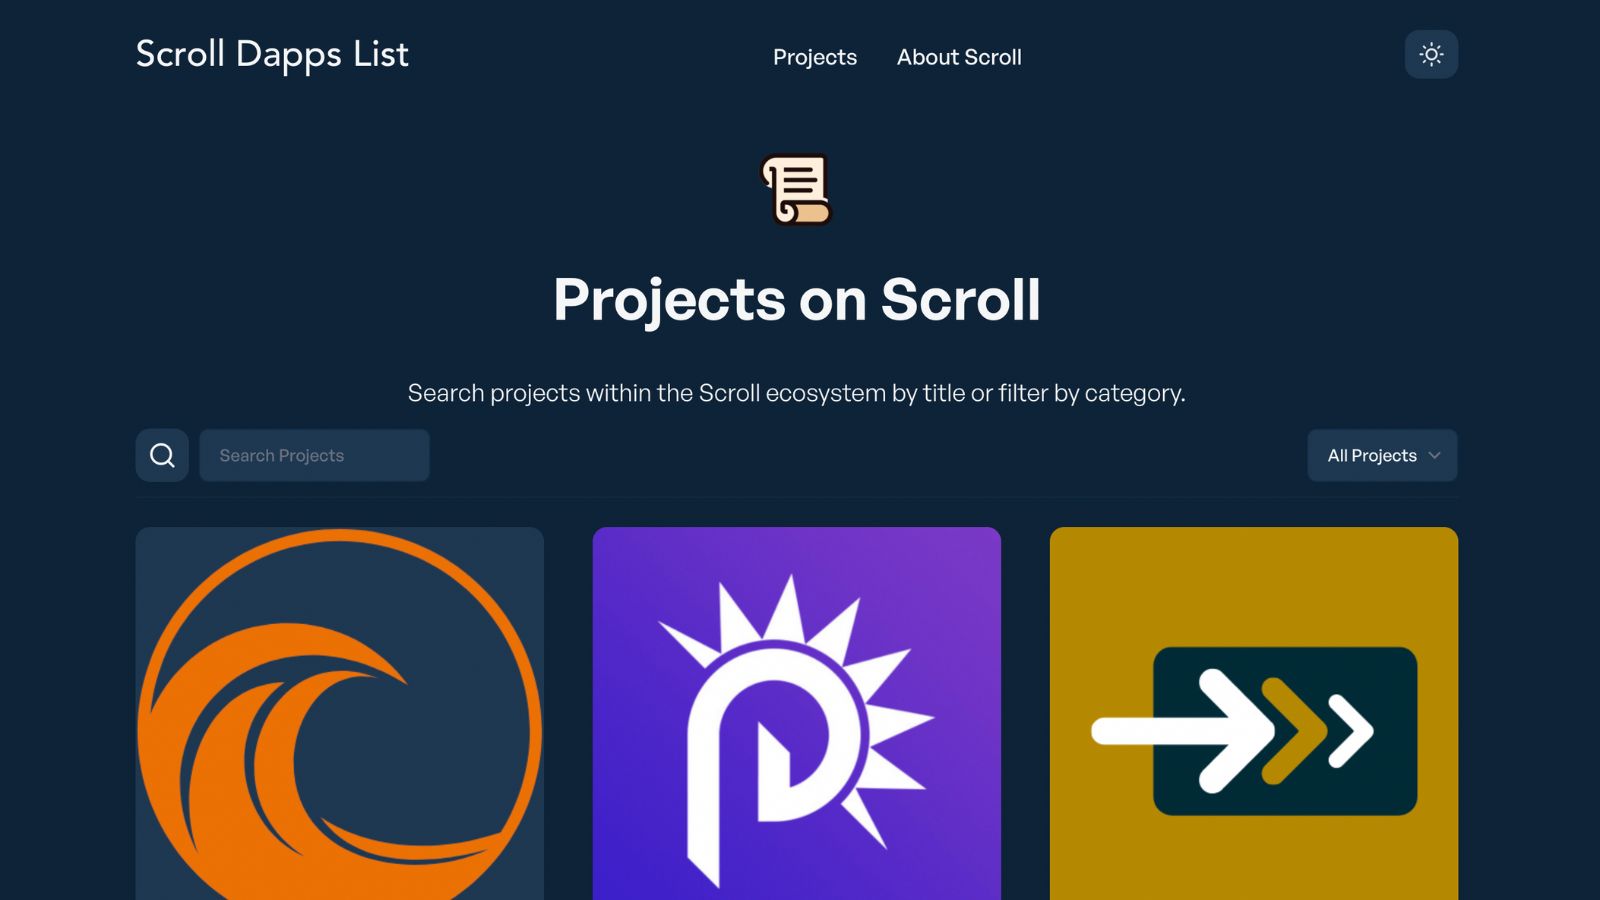 Scroll Dapps List
Projects
About Scroll
Projects on Scroll
Search projects within the Scroll ecosystem by title or filter by category.
Search Projects
All Projects